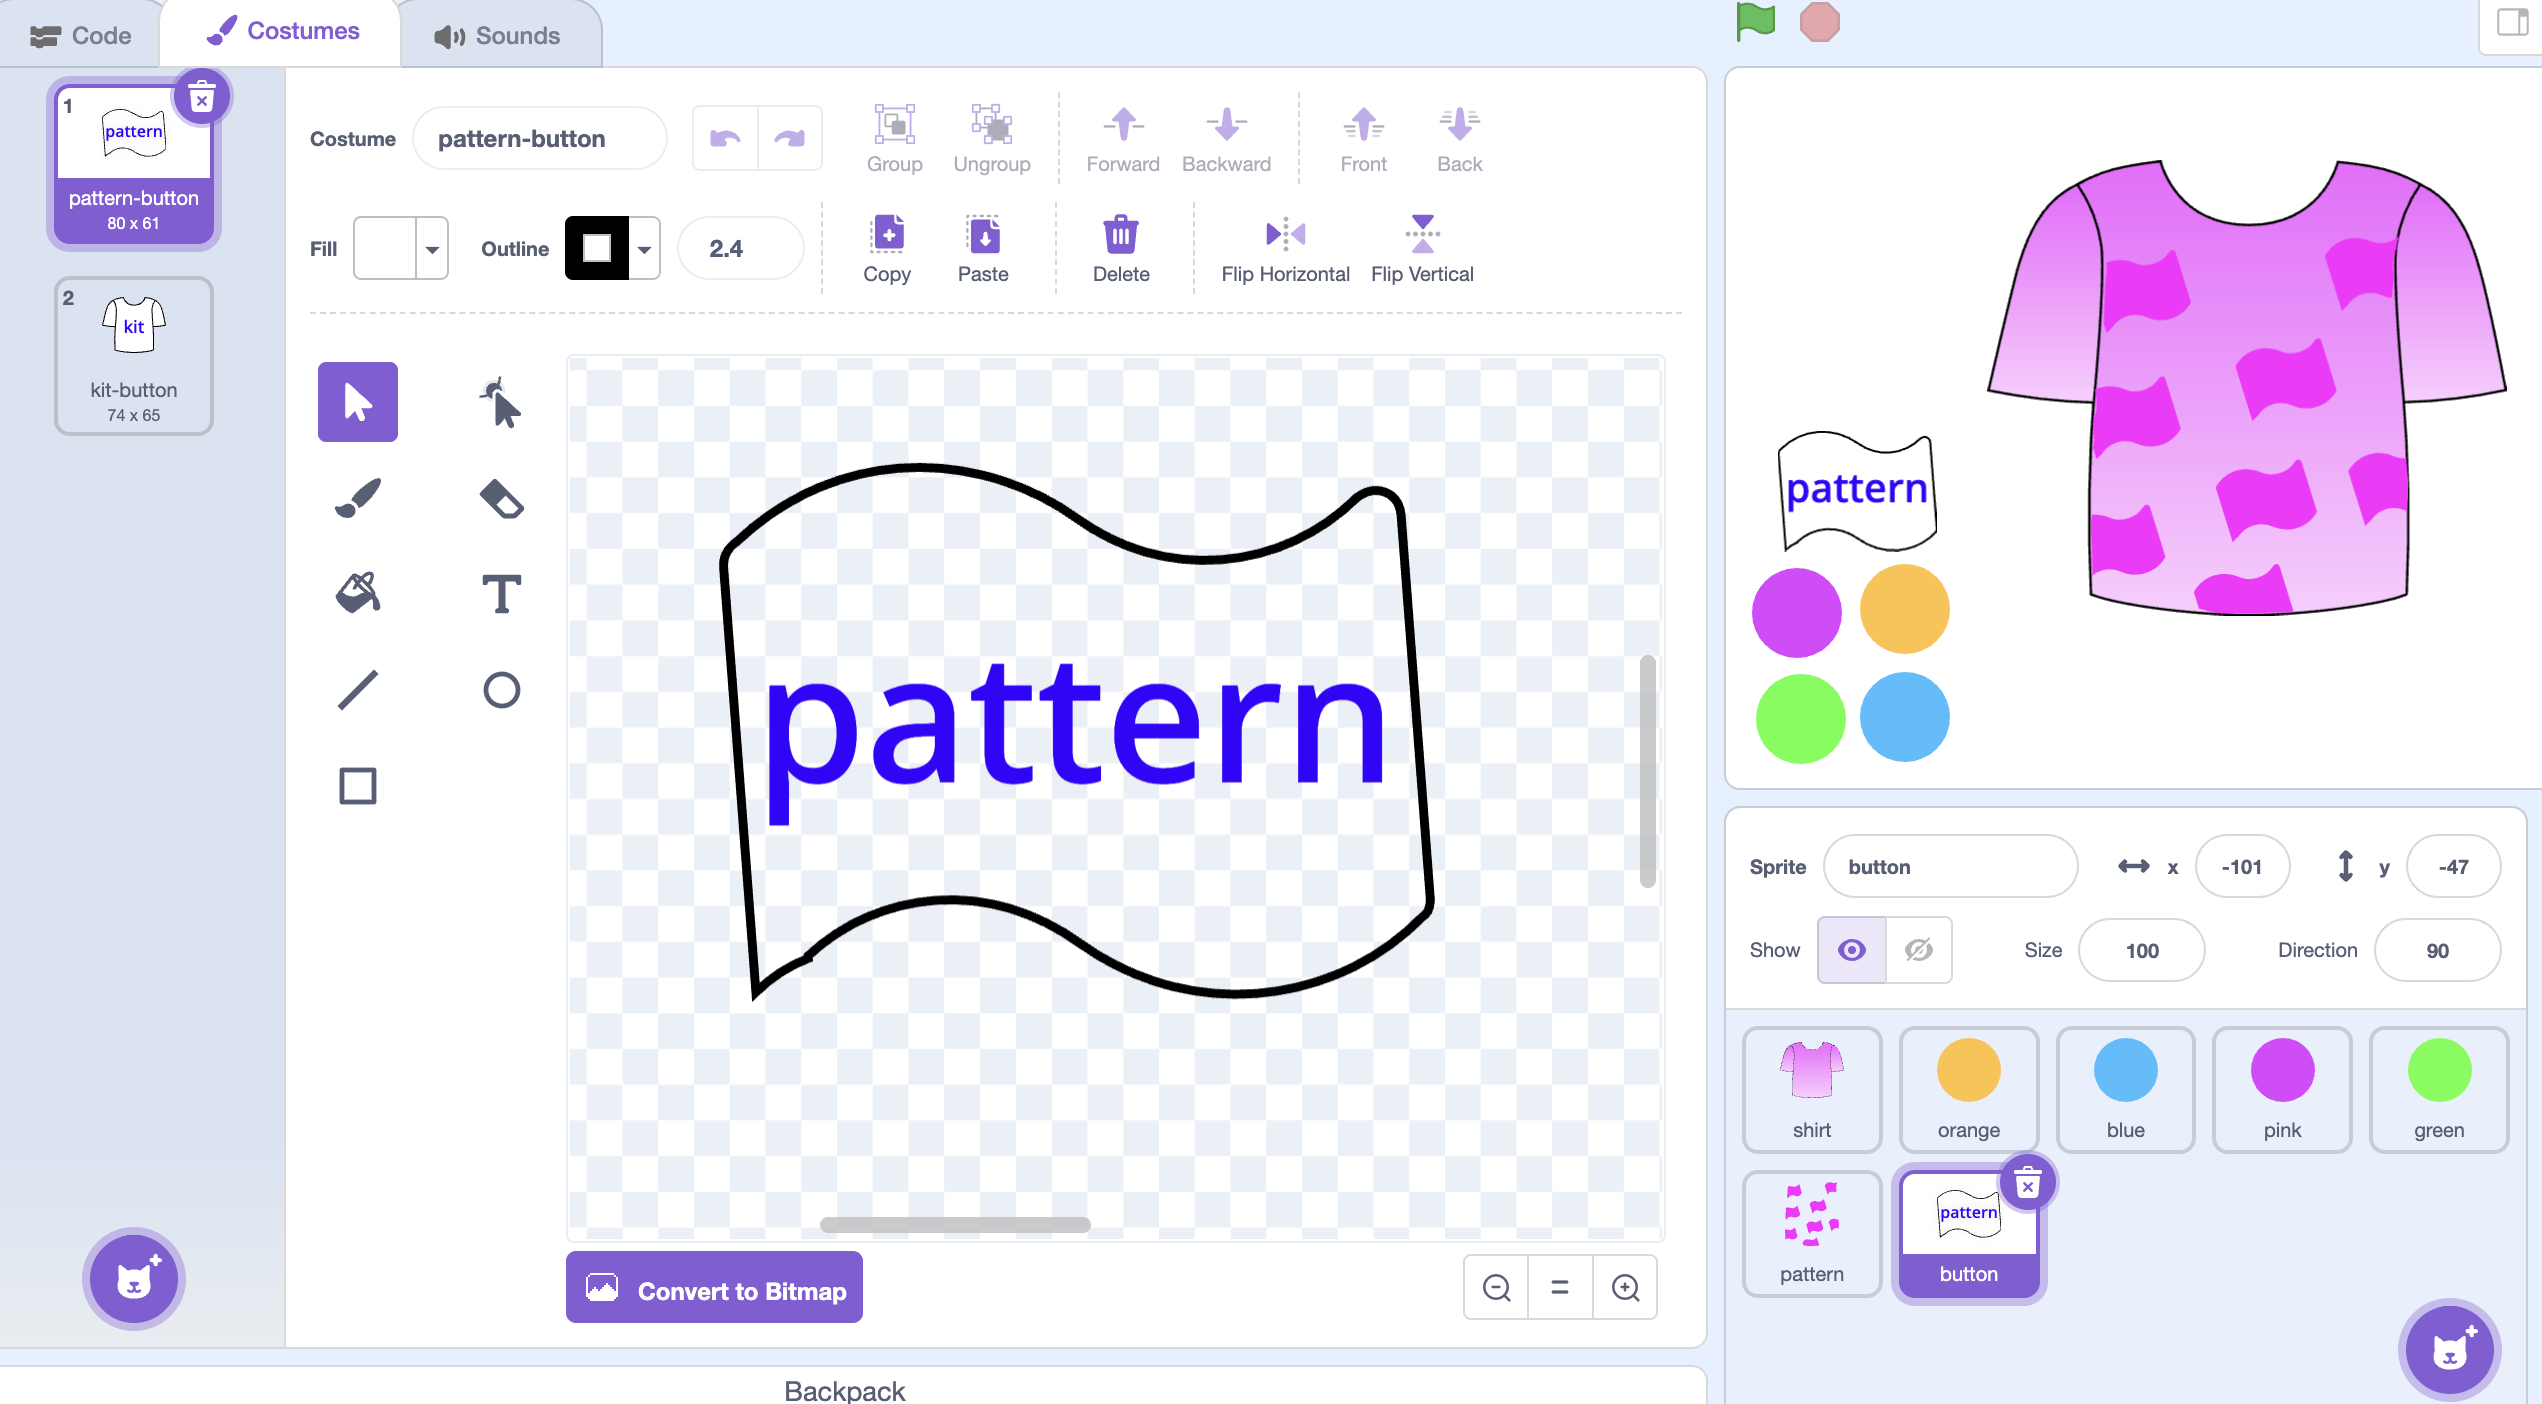 Code
Costumes
Sounds
1
pattern
pattern-button
80 x 61
2
kit
kit-button
74 x 65
Costume
pattern-button
Group
Ungroup
Forward
Backward
Front
Back
Fill
Outline
2.4
Copy
Paste
Delete
Flip Horizontal
Flip Vertical
pattern
Convert to Bitmap
Backpack
pattern
Sprite
button
x
-101
y
-47
Show
Size
100
Direction
90
shirt
orange
blue
pink
green
pattern
pattern
button